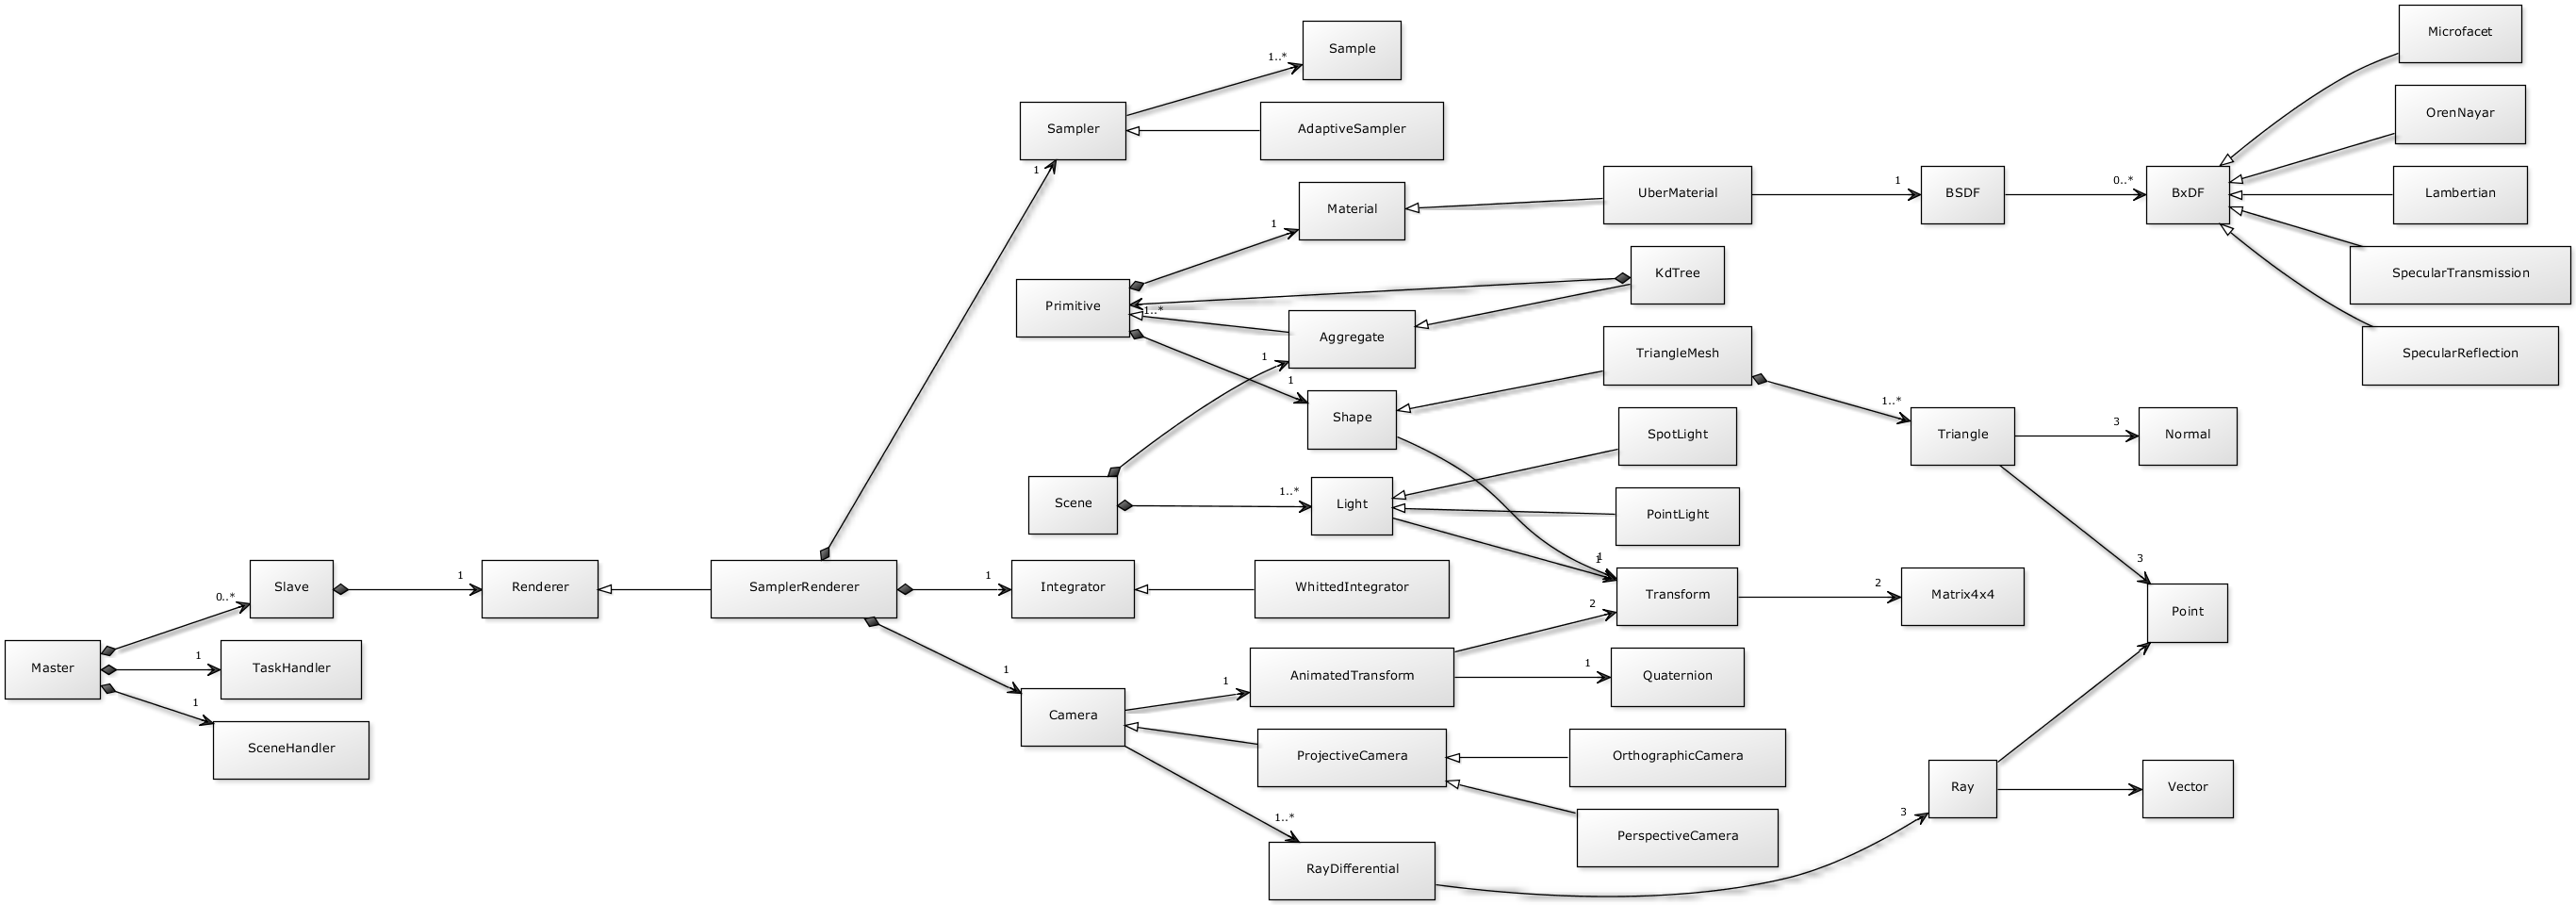 Microfacet
Sample
1..*
OrenNayar
Sampler
AdaptiveSampler
1
UberMaterial
1
BSDF
0..*
BxDF
Lambertian
Material
1
KdTree
SpecularTransmission
Primitive
1..*
Aggregate
TriangleMesh
SpecularReflection
1
1
Shape
1..*
SpotLight
Triangle
3
Normal
Scene
1..*
Light
PointLight
1
1
3
Slave
1
Renderer
SamplerRenderer
1
Integrator
WhittedIntegrator
Transform
2
Matrix4x4
0..*
2
Point
Master
1
TaskHandler
1
1
AnimatedTransform
1
Quaternion
1
Camera
SceneHandler
ProjectiveCamera
OrthographicCamera
Ray
Vector
1..*
3
PerspectiveCamera
RayDifferential